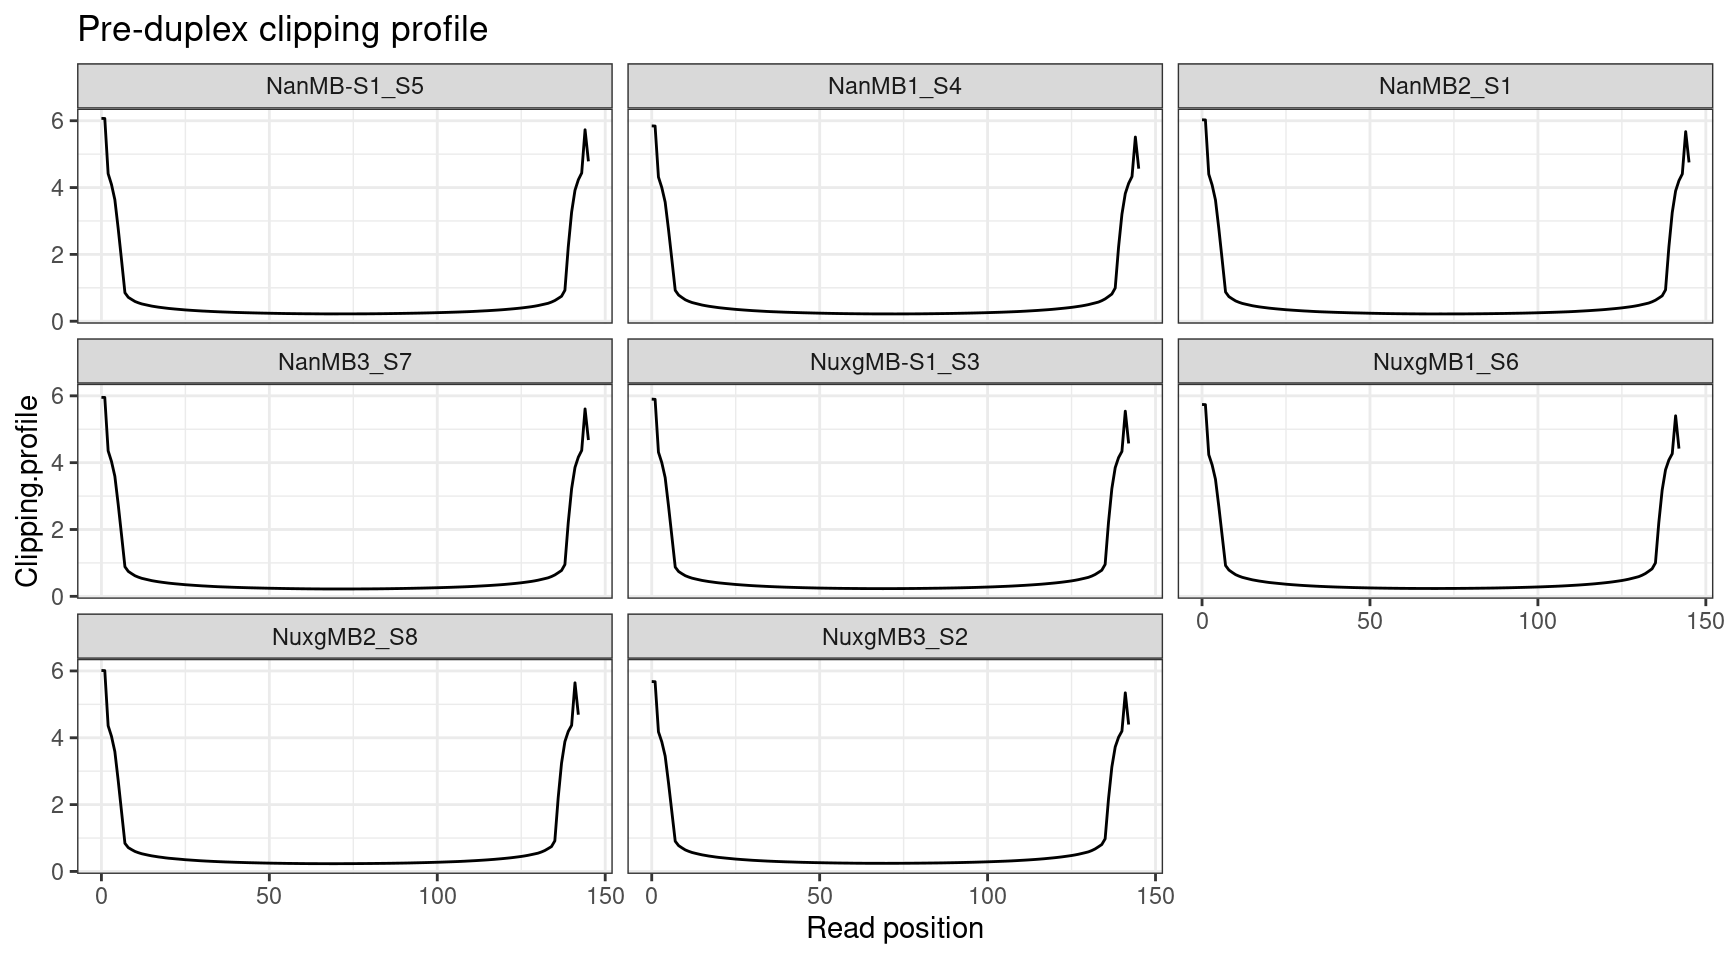 Pre-duplex clipping profile
NanMB-S1_S5
NanMB1_S4
NanMB2_S1
6
4
2
0
NanMB3_S7
NuxgMB-S1_S3
NuxgMB1_S6
6
4
2
0
0 50 100 150
NuxgMB2_S8
NuxgMB3_S2
6
4
2
0
0 50 100 150
0 50 100 150
Clipping.profile
Read position